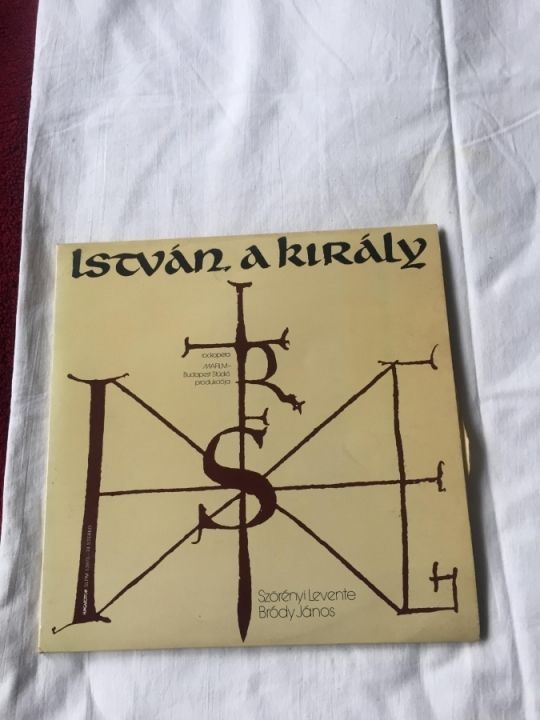 István, a király
rockopera
MAFILM–
Budapest Stúdió
produkciója
Szörényi Levente
Bródy János